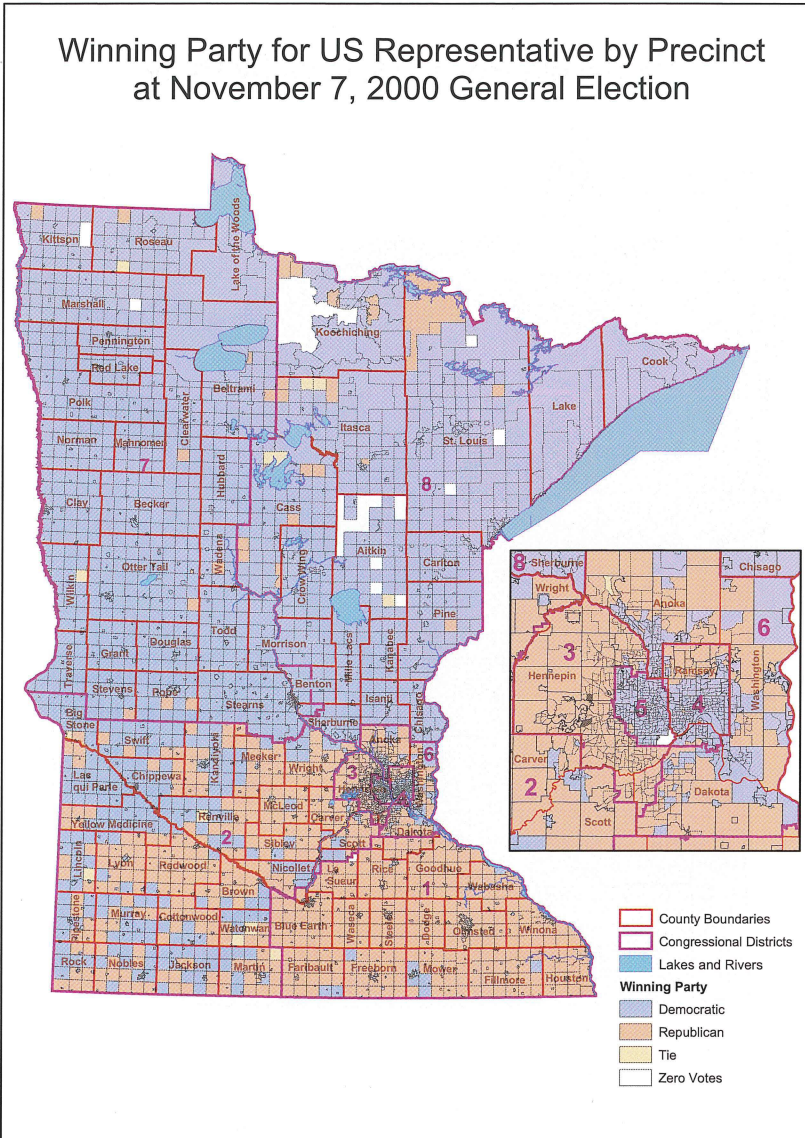 Winning Party for US Representative by Precinct
at November 7, 2000 General Election
Kittspn
Roseau
Lake of the Woods
Marshall
Koochiching
Pennington
Red Lake
Cook
Beltrami
Polk
Clearwater
Itasca
Lake
Norman
Mahnomen
St. Louis
7
Hubbard
8
Clay
Becker
Cass
Aitkin
Otter Tail
Wadena
Crow Wing
Carlton
Wilkin
Pine
Todd
Douglas
Grant
Morrison
Mille Lacs
Kanabec
Traverse
Stevens
Pope
Benton
Stearns
Isanti
Big
Stone
Sherburne
Chisago
Swift
Kandiyohi
Meeker
Anoka
6
Wright
3
Las
qui Parle
Chippewa
McLeod
Carver
Washington
Renville
Yellow Medicine
2
Dakota
Sibley
Scott
Lincoln
Lyon
Redwood
Nicollet
Le
Sueur
Rice
Goodhue
Brown
1
Wabasha
Pipestone
Murray
Cottonwood
Watonwan
Blue Earth
Waseca
Steele
Dodge
Olmsted
Winona
Rock
Nobles
Jackson
Martin
Faribault
Freeborn
Mower
Fillmore
Houston
8
Sherburne
Chisago
Wright
Anoka
6
3
Ramsey
Hennepin
Washington
5
4
Carver
2
Dakota
Scott
County Boundaries
Congressional Districts
Lakes and Rivers
Winning Party
Democratic
Republican
Tie
Zero Votes